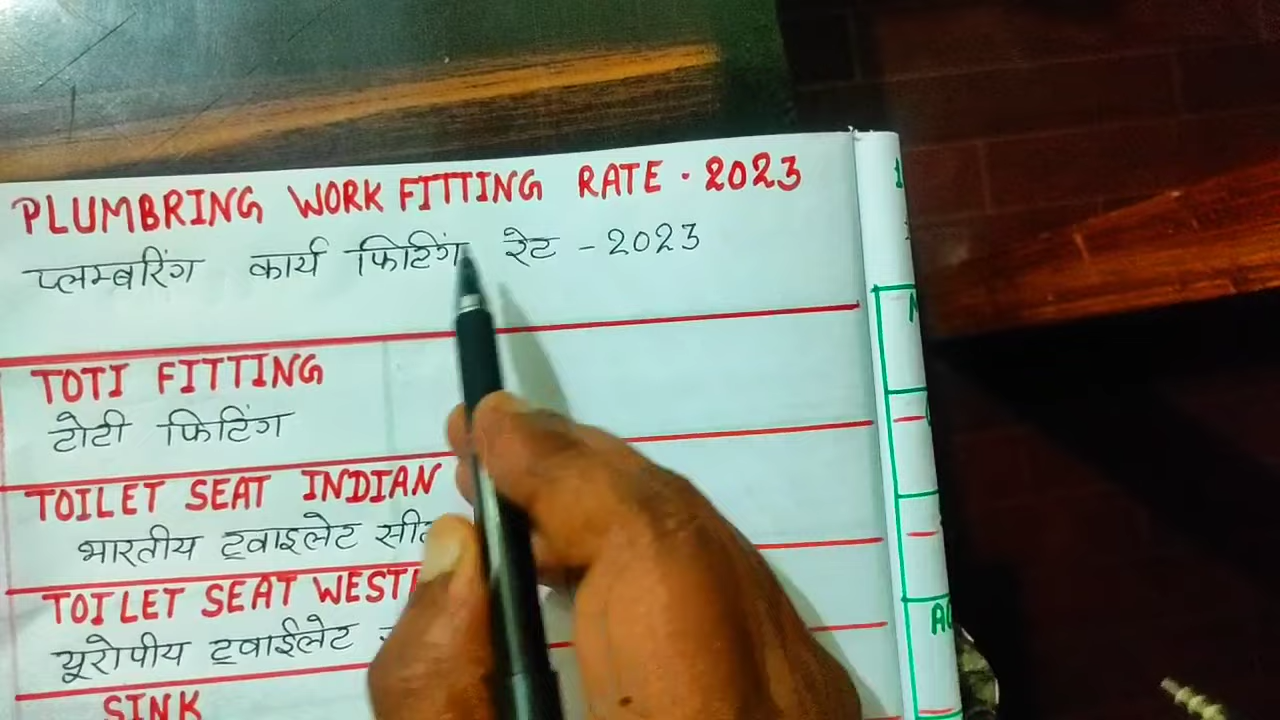 PLUMBRING WORK FITTING RATE - 2023
प्लम्बरिंग कार्य फिटिंग रेट - 2023
TOTI FITTING
टोटी फिटिंग
TOILET SEAT INDIAN
भारतीय ट्वाइलेट
TOILET SEAT
यूरोपीय ट्वाईलेट
SINK